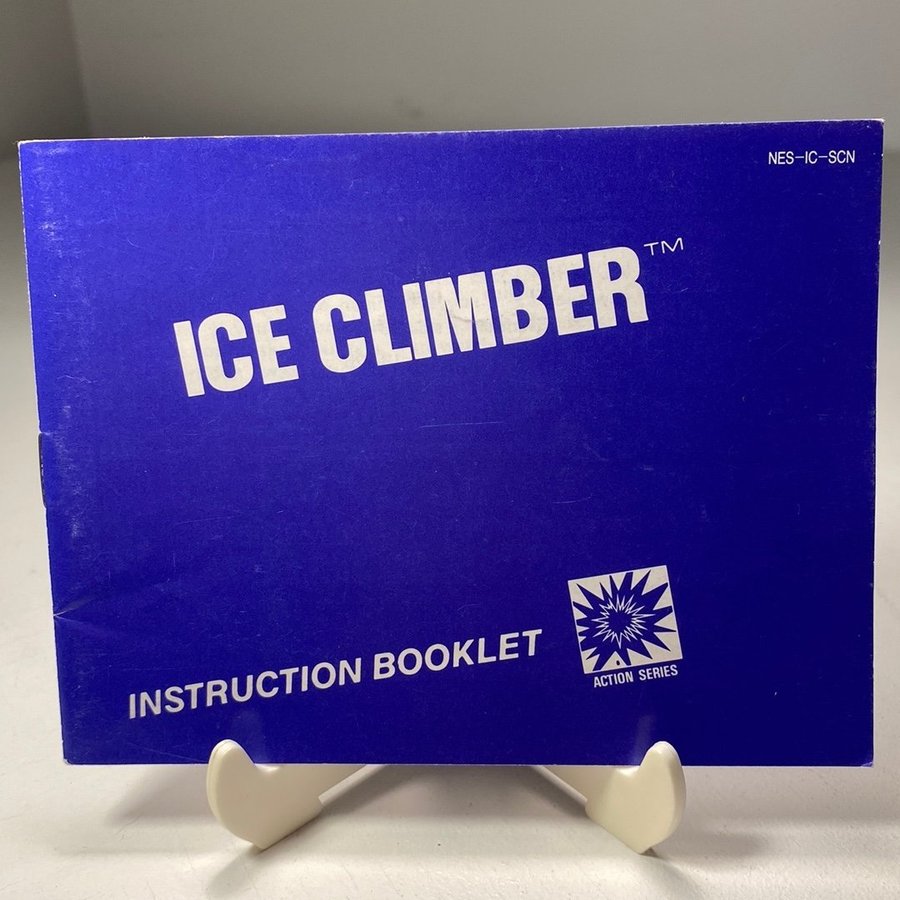 NES-IC-SCN
ICE CLIMBER™
INSTRUCTION BOOKLET
ACTION SERIES